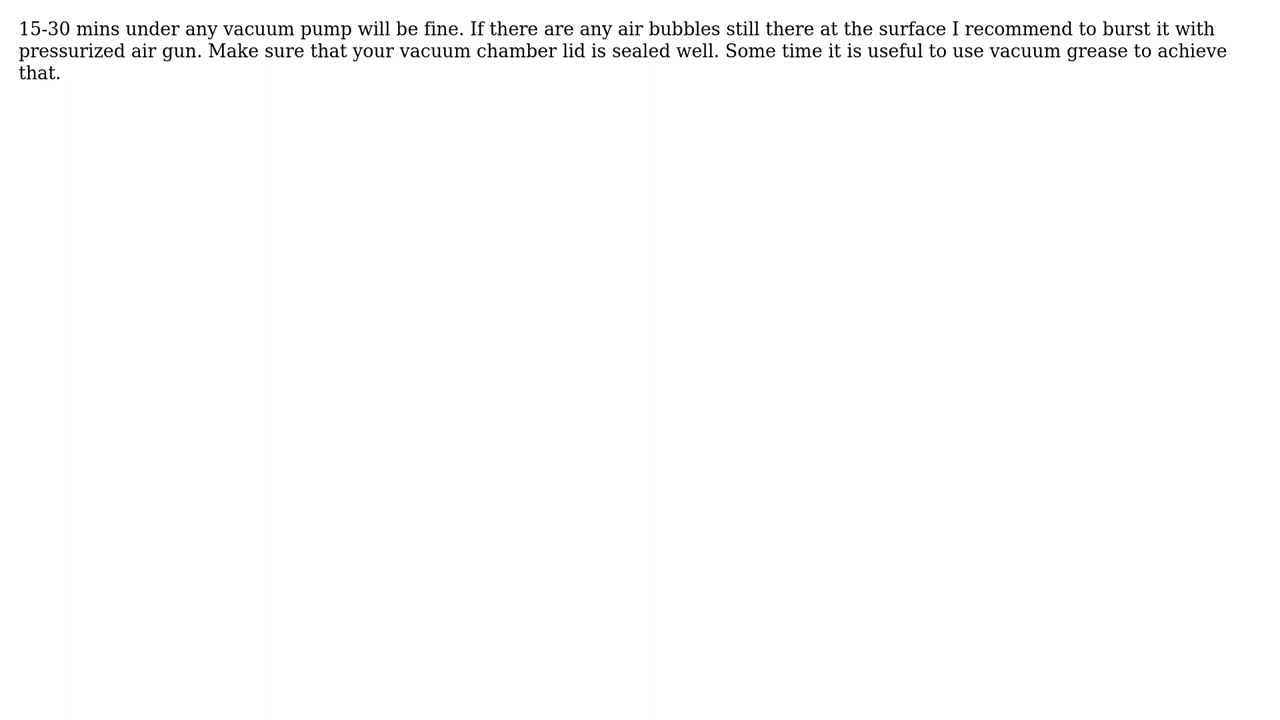 15-30 mins under any vacuum pump will be fine. If there are any air bubbles still there at the surface I recommend to burst it with
pressurized air gun. Make sure that your vacuum chamber lid is sealed well. Some time it is useful to use vacuum grease to achieve
that.